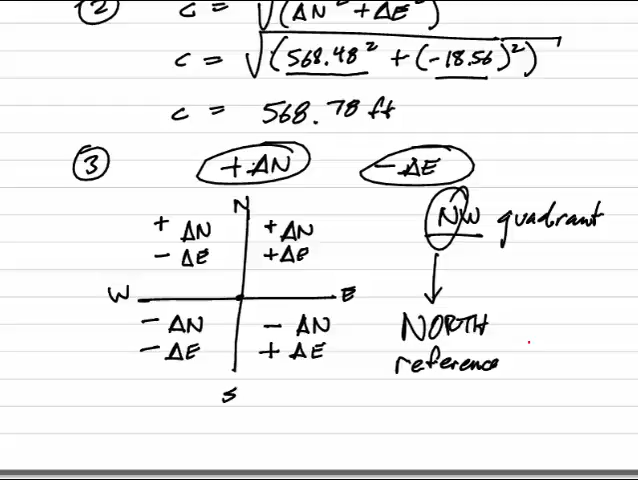 ② c = √(ΔN² + ΔE²)
c = √(568.48² + (-18.56)²)
c = 568.78 ft
③ +ΔN -ΔE
N
+ ΔN +ΔN NW quadrant
- ΔE +ΔE
W E
- ΔN - ΔN NORTH
- ΔE + ΔE reference
S